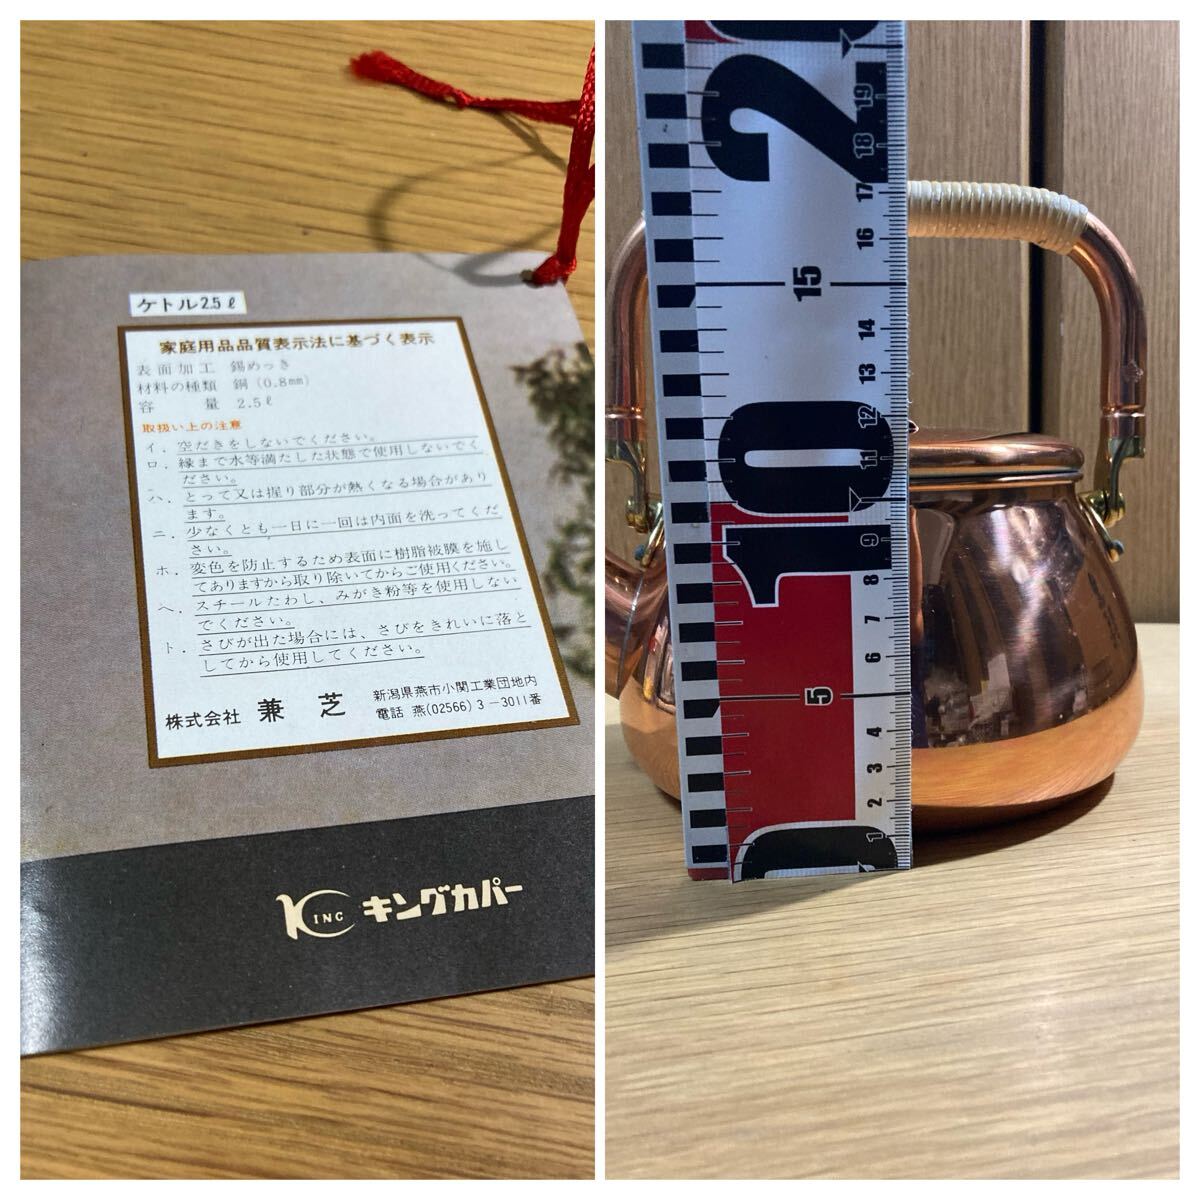 ケトル2.5ℓ
家庭用品品質表示法に基づく表示
表面加工 錫めっき
材料の種類 銅(0.8mm)
容量 2.5ℓ
取扱い上の注意
イ. 空だきをしないでください。
ロ. 縁まで水等満たした状態で使用しないでく
ださい。
ハ. とって又は握り部分が熱くなる場合があり
ます。
ニ. 少なくとも一日に一回は内面を洗ってくだ
さい。
ホ. 変色を防止するため表面に樹脂被膜を施し
てありますから取り除いてからご使用ください。
ヘ. スチールたわし、みがき粉等を使用しない
でください。
ト. さびが出た場合には、さびをきれいに落と
してから使用してください。
株式会社 兼芝
新潟県燕市小関工業団地内
電話 燕(02566)3-3011番
K INC キングカパー
20
19
18
17
16
15
14
13
12
11
10
9
8
7
6
5
4
3
2
1
0